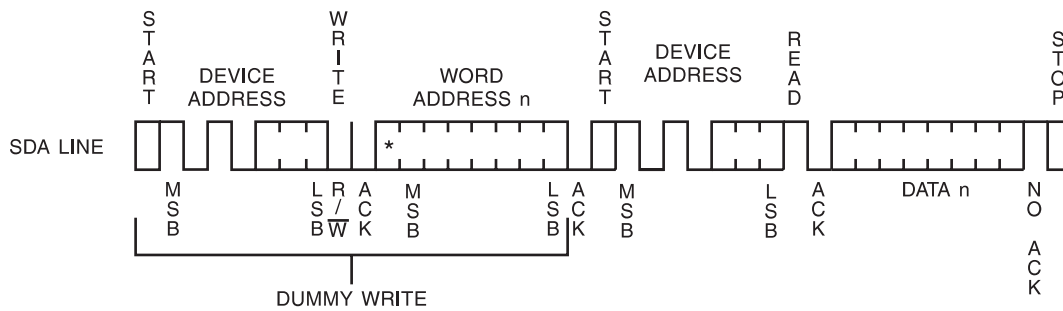 START
WRITE
START
READ
STOP
DEVICE
ADDRESS
WORD
ADDRESS n
DEVICE
ADDRESS
SDA LINE
*
MSB
LSB
R/W
ACK
MSB
LSB
ACK
MSB
LSB
ACK
DATA n
NO ACK
DUMMY WRITE